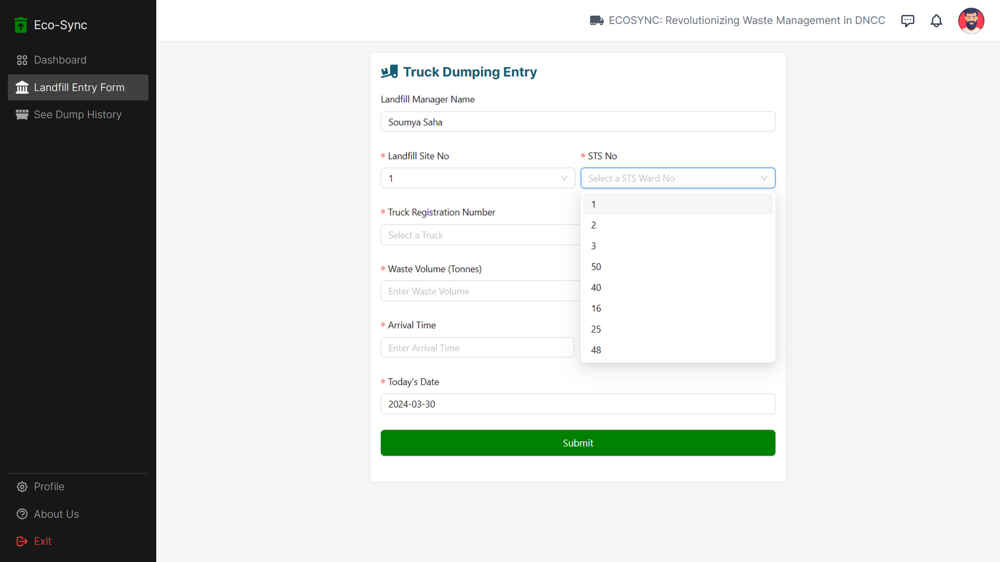 Eco-Sync
Dashboard
Landfill Entry Form
See Dump History
Profile
About Us
Exit
ECOSYNC: Revolutionizing Waste Management in DNCC
Truck Dumping Entry
Landfill Manager Name
Soumya Saha
* Landfill Site No
1
* STS No
Select a STS Ward No
1
2
3
50
40
16
25
48
* Truck Registration Number
Select a Truck
* Waste Volume (Tonnes)
Enter Waste Volume
* Arrival Time
Enter Arrival Time
* Today's Date
2024-03-30
Submit